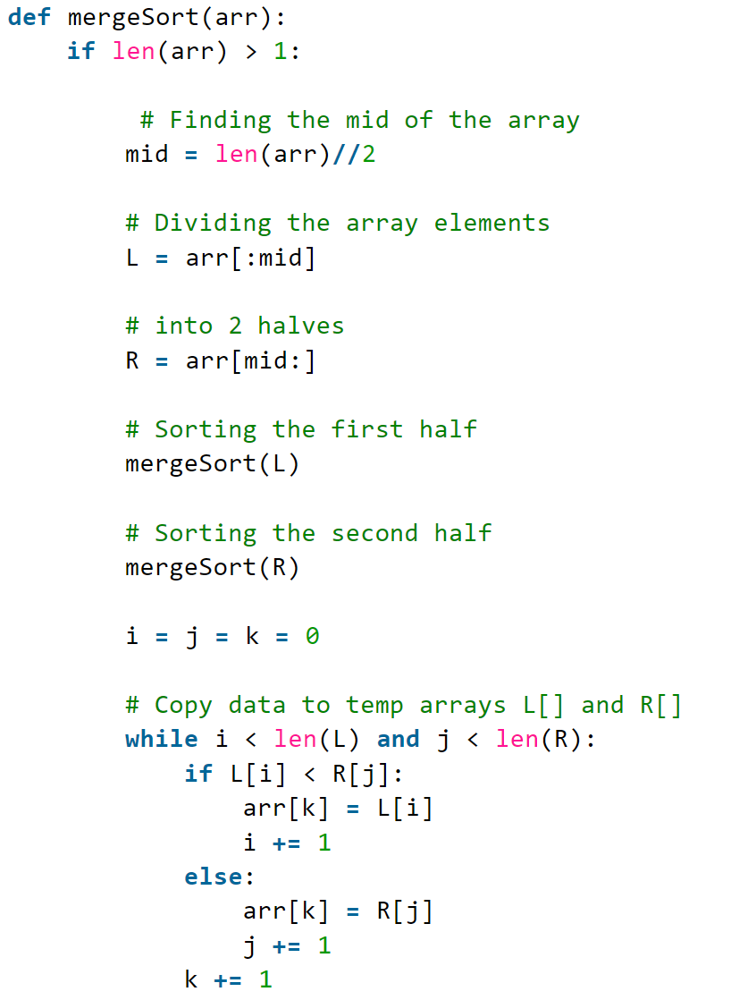 def mergeSort(arr):
    if len(arr) > 1:

         # Finding the mid of the array
        mid = len(arr)//2

        # Dividing the array elements
        L = arr[:mid]

        # into 2 halves
        R = arr[mid:]

        # Sorting the first half
        mergeSort(L)

        # Sorting the second half
        mergeSort(R)

        i = j = k = 0

        # Copy data to temp arrays L[] and R[]
        while i < len(L) and j < len(R):
            if L[i] < R[j]:
                arr[k] = L[i]
                i += 1
            else:
                arr[k] = R[j]
                j += 1
            k += 1